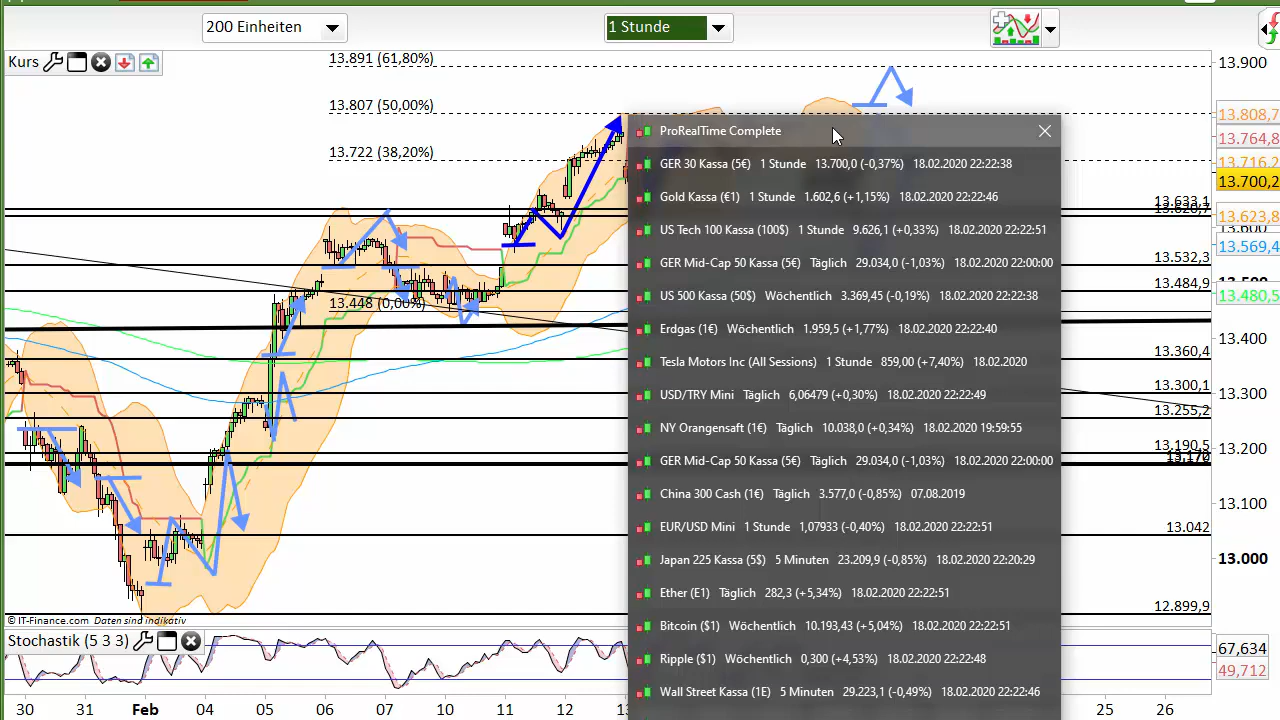 200 Einheiten
1 Stunde
Kurs
13.891 (61,80%)
13.807 (50,00%)
13.722 (38,20%)
13.448 (0,00%)
ProRealTime Complete
GER 30 Kassa (5€) 1 Stunde 13.700,0 (-0,37%) 18.02.2020 22:22:38
Gold Kassa (€1) 1 Stunde 1.602,6 (+1,15%) 18.02.2020 22:22:46
US Tech 100 Kassa (100$) 1 Stunde 9.626,1 (+0,33%) 18.02.2020 22:22:51
GER Mid-Cap 50 Kassa (5€) Täglich 29.034,0 (-1,03%) 18.02.2020 22:00:00
US 500 Kassa (50$) Wöchentlich 3.369,45 (-0,19%) 18.02.2020 22:22:38
Erdgas (1€) Wöchentlich 1.959,5 (+1,77%) 18.02.2020 22:22:40
Tesla Motors Inc (All Sessions) 1 Stunde 859,00 (+7,40%) 18.02.2020
USD/TRY Mini Täglich 6,06479 (+0,30%) 18.02.2020 22:22:49
NY Orangensaft (1€) Täglich 10.038,0 (+0,34%) 18.02.2020 19:59:55
GER Mid-Cap 50 Kassa (5€) Täglich 29.034,0 (-1,03%) 18.02.2020 22:00:00
China 300 Cash (1€) Täglich 3.577,0 (-0,85%) 07.08.2019
EUR/USD Mini 1 Stunde 1,07933 (-0,40%) 18.02.2020 22:22:51
Japan 225 Kassa (5$) 5 Minuten 23.209,9 (-0,85%) 18.02.2020 22:20:29
Ether (E1) Täglich 282,3 (+5,34%) 18.02.2020 22:22:51
Bitcoin ($1) Wöchentlich 10.193,43 (+5,04%) 18.02.2020 22:22:51
Ripple ($1) Wöchentlich 0,300 (+4,53%) 18.02.2020 22:22:48
Wall Street Kassa (1E) 5 Minuten 29.223,1 (-0,49%) 18.02.2020 22:22:46
13.633,1
13.532,3
13.484,9
13.360,4
13.300,1
13.255,2
13.190,5
13.042
12.899,9
13.900
13.808,7
13.764,8
13.716,2
13.700,2
13.623,8
13.569,4
13.480,5
13.400
13.300
13.200
13.100
13.000
© IT-Finance.com Daten sind indikativ
Stochastik (5 3 3)
67,634
49,712
30 31 Feb 04 05 06 07 10 11 12 25 26